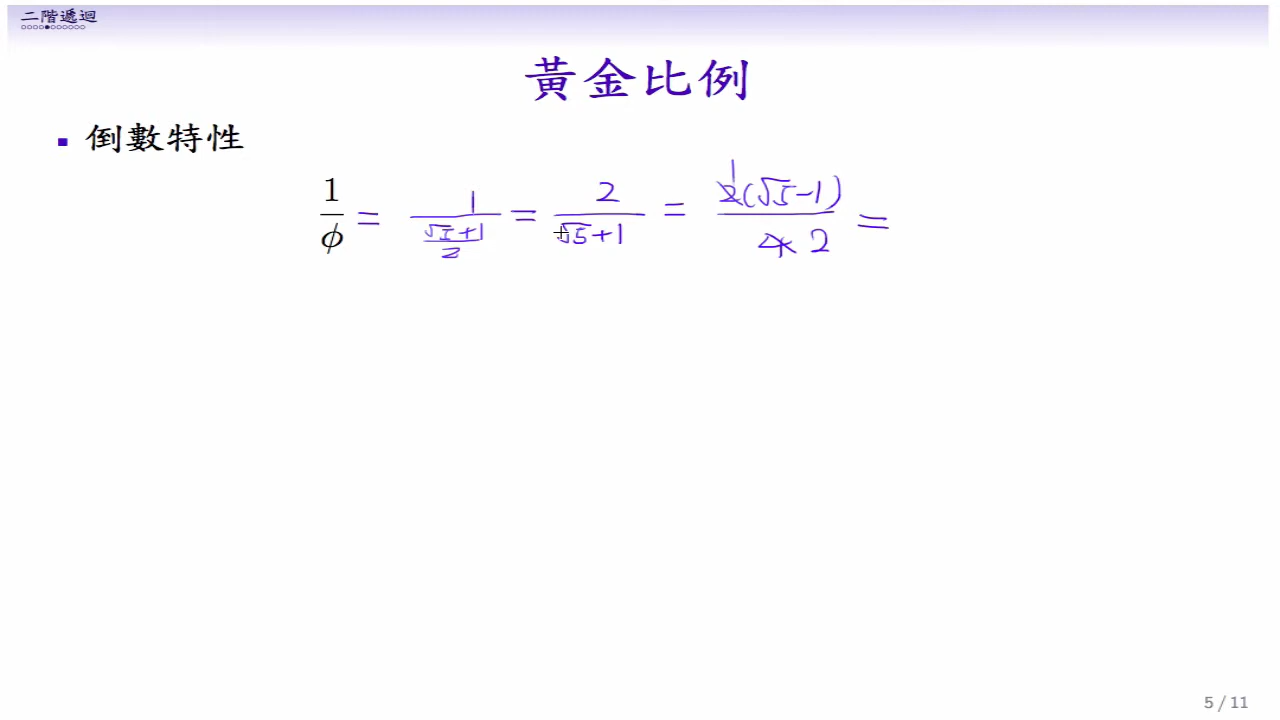 二階遞迴
黃金比例
倒數特性
1/ϕ = 1/((√5+1)/2) = 2/(√5+1) = 1 2(√5-1)/(4 2) =
5 / 11